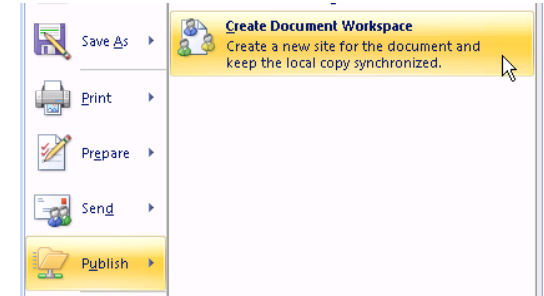 Save As
Print
Prepare
Send
Publish
Create Document Workspace
Create a new site for the document and
keep the local copy synchronized.